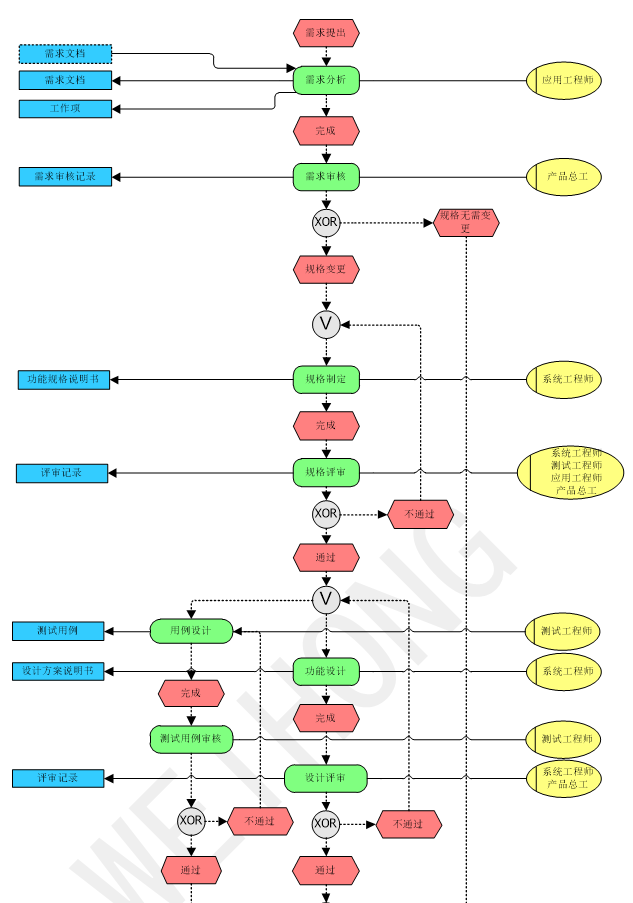 需求提出
需求文档
需求文档
需求分析
应用工程师
工作项
完成
需求审核记录
需求审核
产品总工
XOR
规格无需变
更
规格变更
V
功能规格说明书
规格制定
系统工程师
完成
评审记录
规格评审
系统工程师
测试工程师
应用工程师
产品总工
XOR
不通过
通过
V
测试用例
用例设计
测试工程师
设计方案说明书
功能设计
系统工程师
完成
完成
测试用例审核
测试工程师
评审记录
设计评审
系统工程师
产品总工
XOR
不通过
XOR
不通过
通过
通过
WEIHONG